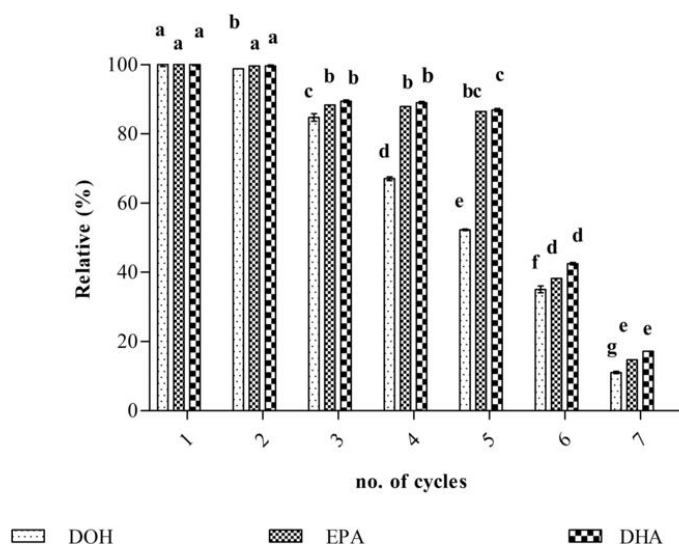 a a a
b a a
c b b
d b b
e bc c
f d d
g e e
100
80
60
40
20
0
Relative (%)
1 2 3 4 5 6 7
no. of cycles
DOH EPA DHA